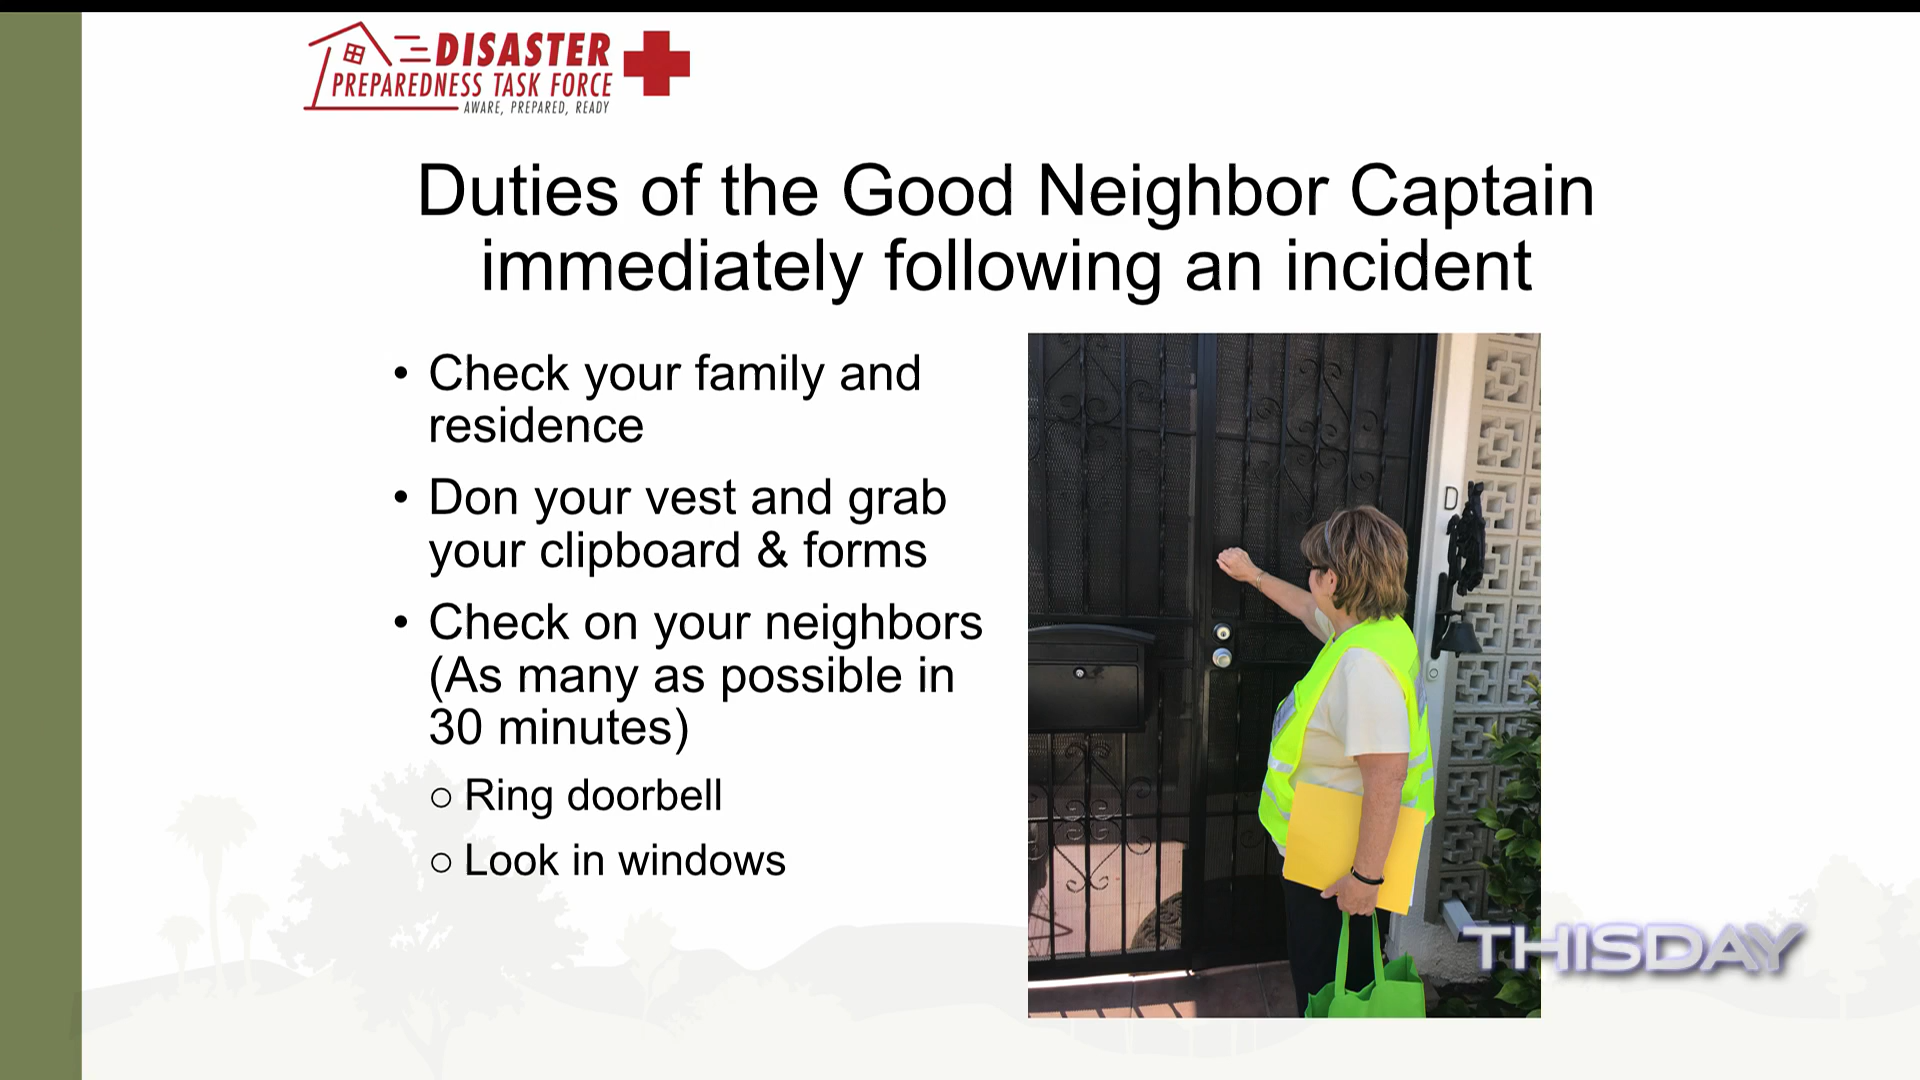 DISASTER
PREPAREDNESS TASK FORCE
AWARE, PREPARED, READY
Duties of the Good Neighbor Captain
immediately following an incident
• Check your family and
residence
• Don your vest and grab
your clipboard & forms
• Check on your neighbors
(As many as possible in
30 minutes)
○ Ring doorbell
○ Look in windows
D
THISDAY